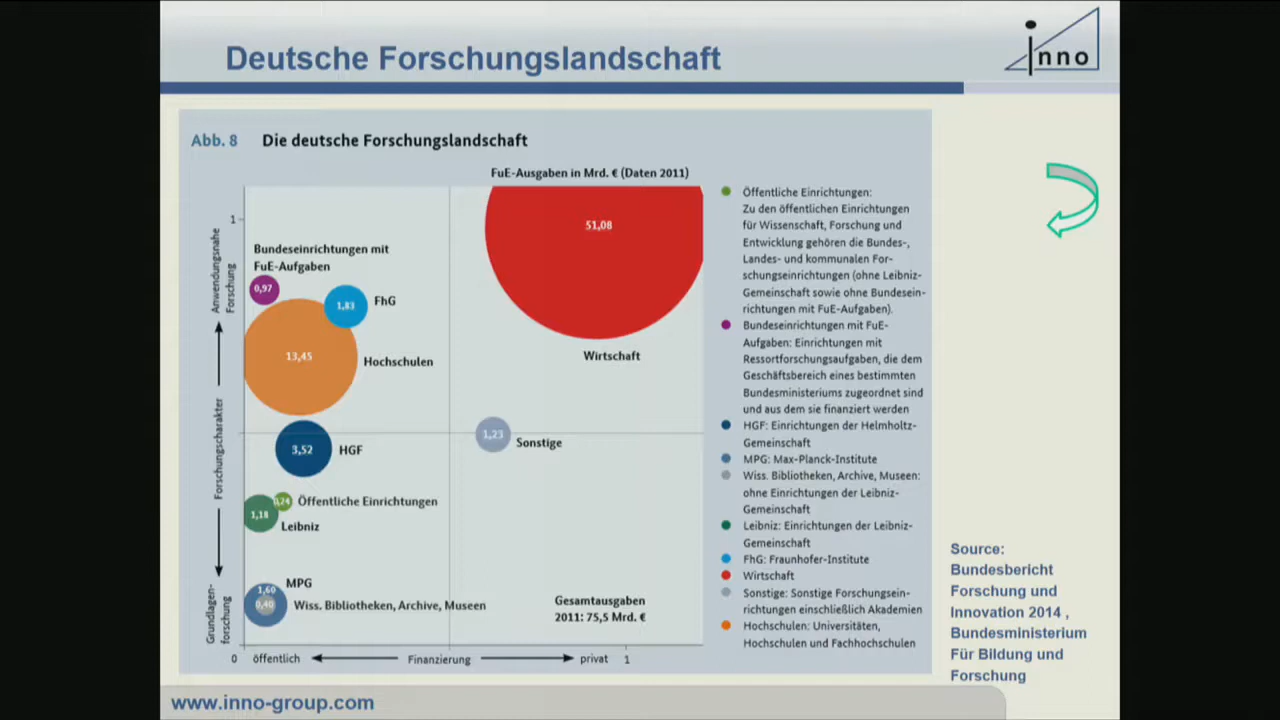 Deutsche Forschungslandschaft
inno
Abb. 8 Die deutsche Forschungslandschaft
FuE-Ausgaben in Mrd. € (Daten 2011)
1
51,08
Bundeseinrichtungen mit
FuE-Aufgaben
0,97
1,83
FhG
13,45
Hochschulen
Wirtschaft
3,52
HGF
1,23
Sonstige
0,24
Öffentliche Einrichtungen
1,18
Leibniz
MPG
1,60
0,40
Wiss. Bibliotheken, Archive, Museen
Gesamtausgaben
2011: 75,5 Mrd. €
Anwendungsnahe
Forschung
Forschungscharakter
Grundlagen-
forschung
0 öffentlich Finanzierung privat 1
Öffentliche Einrichtungen:
Zu den öffentlichen Einrichtungen
für Wissenschaft, Forschung und
Entwicklung gehören die Bundes-,
Landes- und kommunalen For-
schungseinrichtungen (ohne Leibniz-
Gemeinschaft sowie ohne Bundesein-
richtungen mit FuE-Aufgaben).
Bundeseinrichtungen mit FuE-
Aufgaben: Einrichtungen mit
Ressortforschungsaufgaben, die dem
Geschäftsbereich eines bestimmten
Bundesministeriums zugeordnet sind
und aus dem sie finanziert werden
HGF: Einrichtungen der Helmholtz-
Gemeinschaft
MPG: Max-Planck-Institute
Wiss. Bibliotheken, Archive, Museen:
ohne Einrichtungen der Leibniz-
Gemeinschaft
Leibniz: Einrichtungen der Leibniz-
Gemeinschaft
FhG: Fraunhofer-Institute
Wirtschaft
Sonstige: Sonstige Forschungsein-
richtungen einschließlich Akademien
Hochschulen: Universitäten,
Hochschulen und Fachhochschulen
Source:
Bundesbericht
Forschung und
Innovation 2014 ,
Bundesministerium
Für Bildung und
Forschung
www.inno-group.com